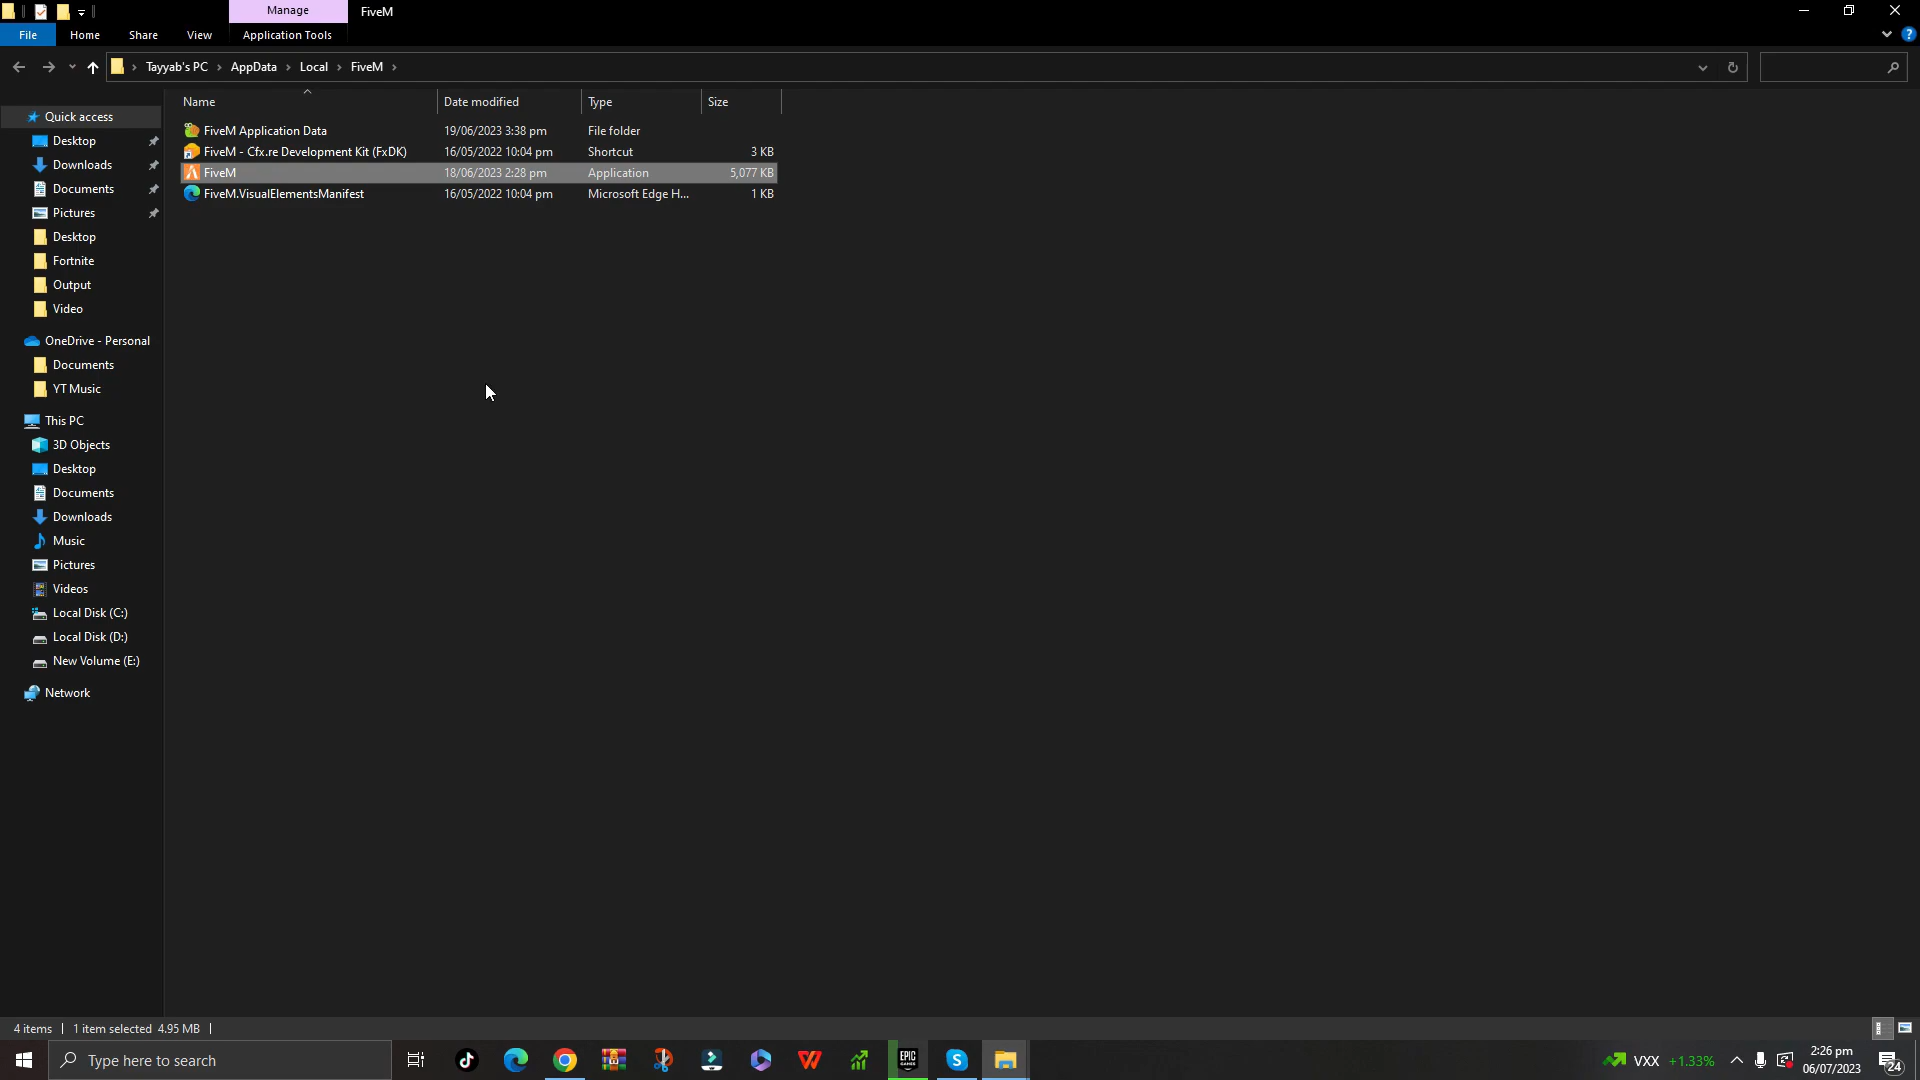 Manage
FiveM
File
Home
Share
View
Application Tools
Tayyab's PC
AppData
Local
FiveM
Name
Date modified
Type
Size
FiveM Application Data 19/06/2023 3:38 pm File folder
FiveM - Cfx.re Development Kit (FxDK) 16/05/2022 10:04 pm Shortcut 3 KB
FiveM 18/06/2023 2:28 pm Application 5,077 KB
FiveM.VisualElementsManifest 16/05/2022 10:04 pm Microsoft Edge H... 1 KB
Quick access
Desktop
Downloads
Documents
Pictures
Desktop
Fortnite
Output
Video
OneDrive - Personal
Documents
YT Music
This PC
3D Objects
Desktop
Documents
Downloads
Music
Pictures
Videos
Local Disk (C:)
Local Disk (D:)
New Volume (E:)
Network
4 items
1 item selected 4.95 MB
Type here to search
EPIC
GAMES
VXX +1.33%
2:26 pm
06/07/2023
24